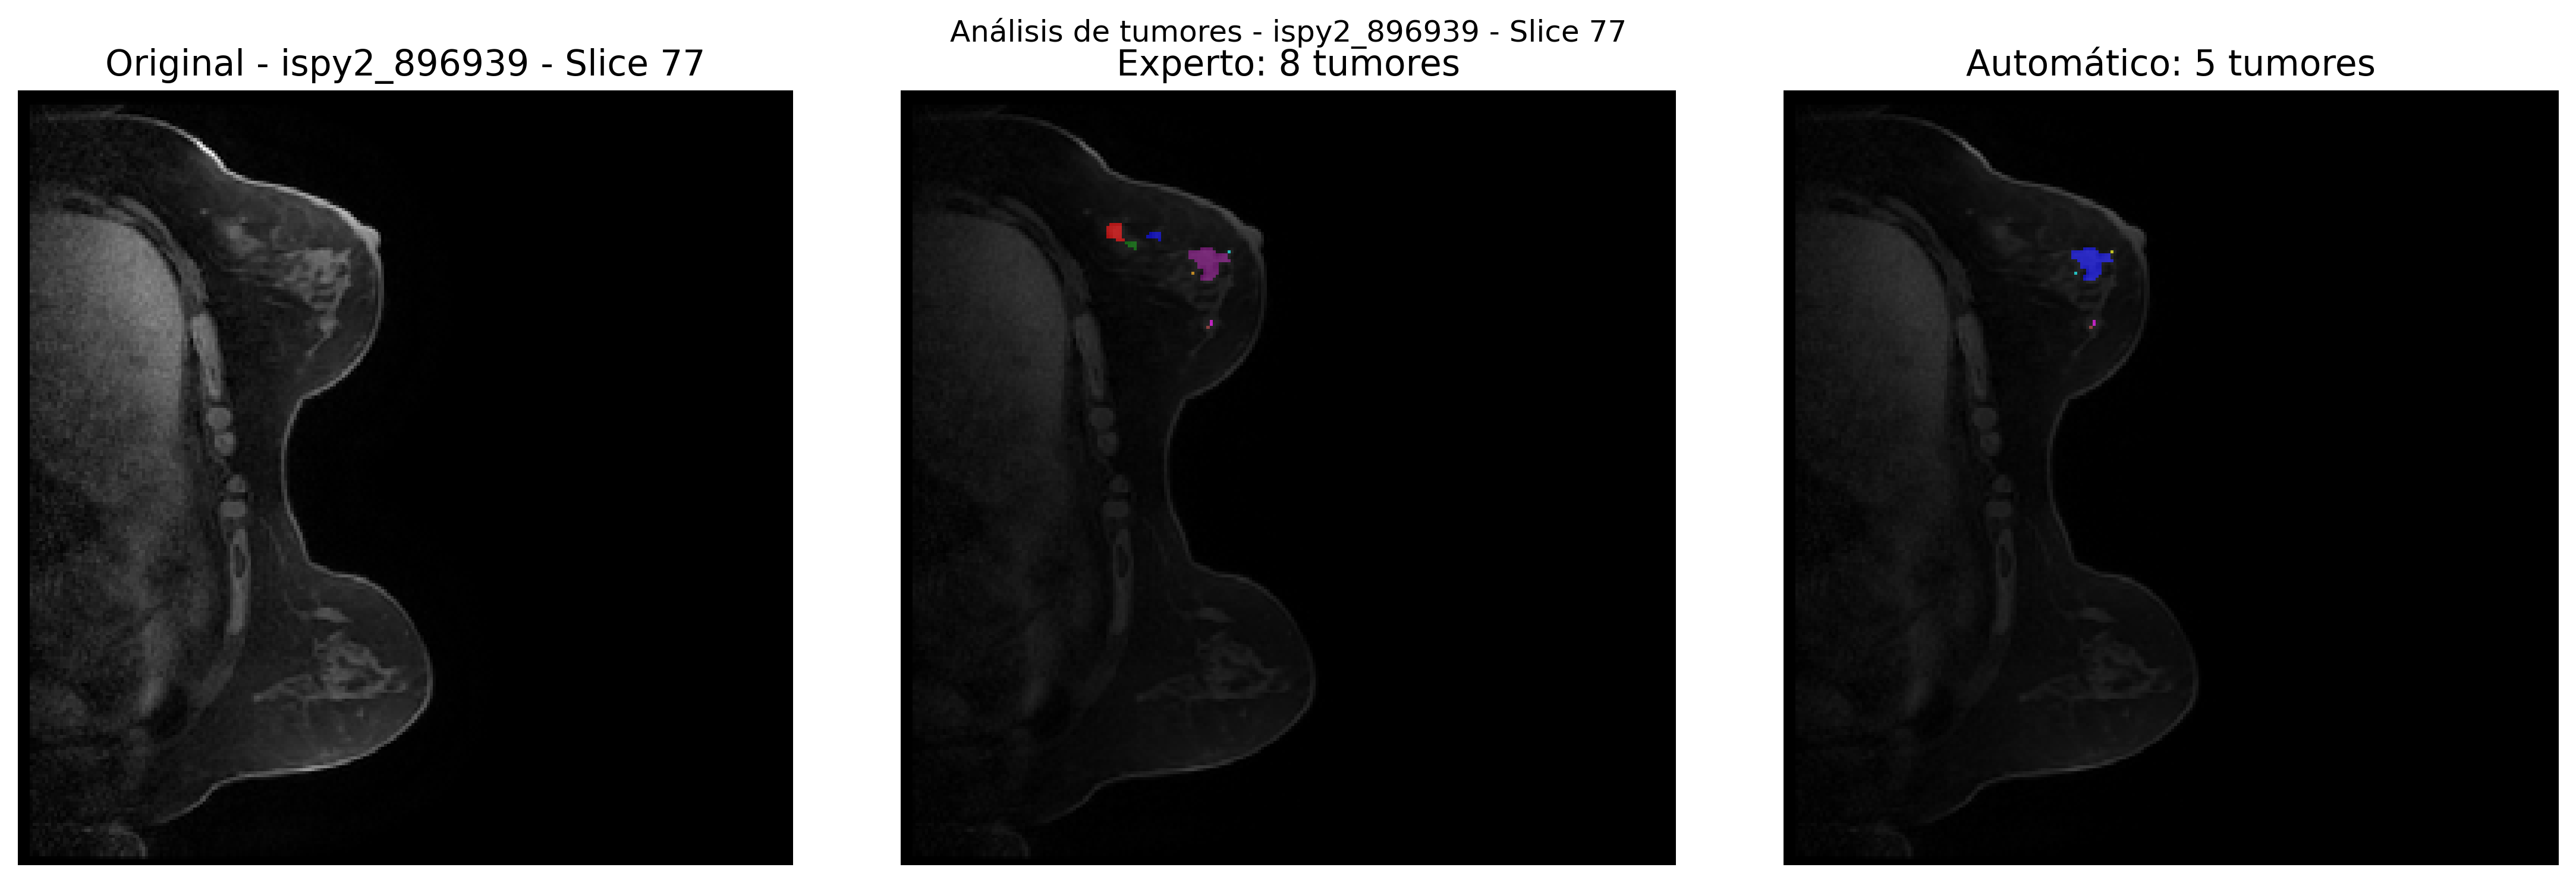 Análisis de tumores - ispy2_896939 - Slice 77
Original - ispy2_896939 - Slice 77
Experto: 8 tumores
Automático: 5 tumores